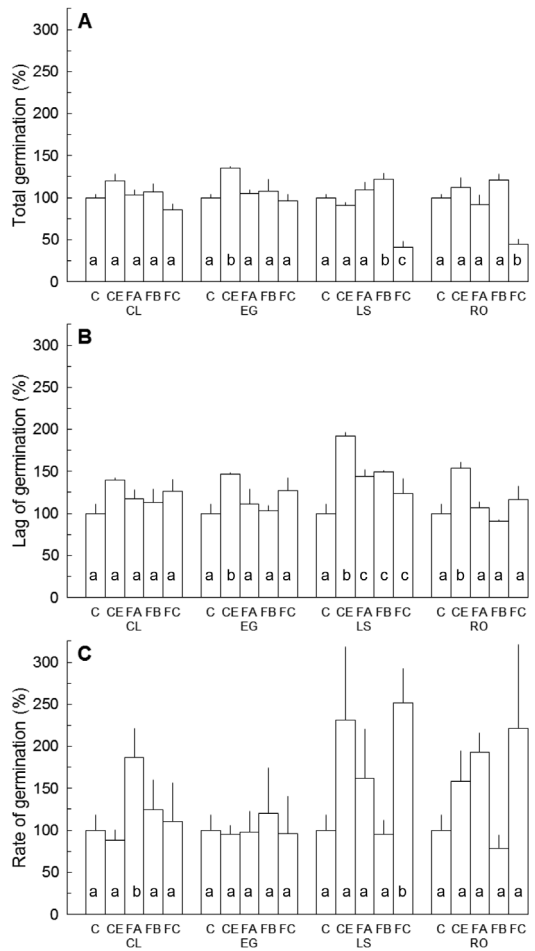 A
Total germination (%)
300
250
200
150
100
50
0
a a a a a a b a a a a a a b c a a a a b
C CE FA FB FC C CE FA FB FC C CE FA FB FC C CE FA FB FC
CL EG LS RO
B
Lag of germination (%)
300
250
200
150
100
50
0
a a a a a a b a a a a b c c c a b a a a
C CE FA FB FC C CE FA FB FC C CE FA FB FC C CE FA FB FC
CL EG LS RO
C
Rate of germination (%)
300
250
200
150
100
50
0
a a b a a a a a a a a a a a b a a a a a
C CE FA FB FC C CE FA FB FC C CE FA FB FC C CE FA FB FC
CL EG LS RO